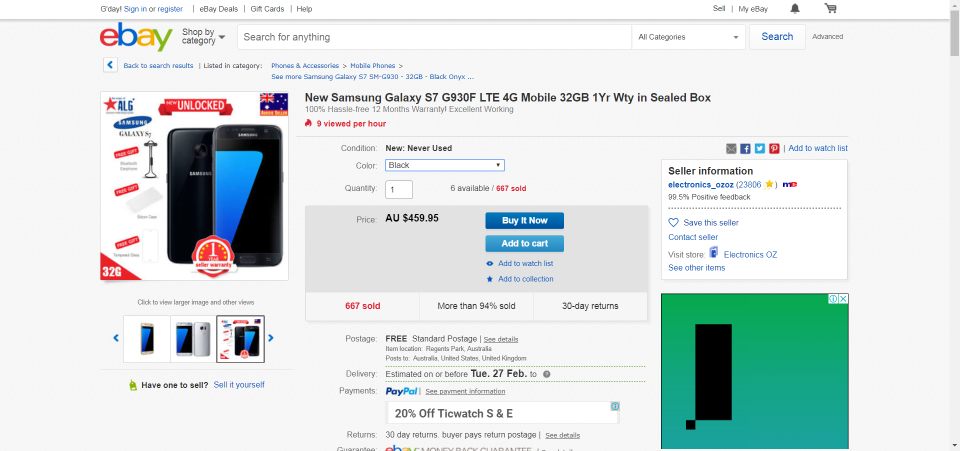 G'day! Sign in or register | eBay Deals | Gift Cards | Help
Sell | My eBay
ebay
Shop by category
Search for anything
All Categories
Search
Advanced
Back to search results | Listed in category: Phones & Accessories > Mobile Phones >
See more Samsung Galaxy S7 SM-G930 - 32GB - Black Onyx ...
ALG
NEW UNLOCKED
SAMSUNG
GALAXY S7
FREE GIFT
Bluetooth
Earphone
FREE GIFT
FREE GIFT
Tempered Glass
SAMSUNG
SAMSUNG
1
seller warranty
32G
Click to view larger image and other views
Have one to sell? Sell it yourself
New Samsung Galaxy S7 G930F LTE 4G Mobile 32GB 1Yr Wty in Sealed Box
100% Hassle-free 12 Months Warranty! Excellent Working
9 viewed per hour
Condition: New: Never Used
Color: Black
Quantity: 1
6 available / 667 sold
Price: AU $459.95
Buy It Now
Add to cart
Add to watch list
Add to collection
667 sold
More than 94% sold
30-day returns
Postage: FREE Standard Postage | See details
Item location: Regents Park, Australia
Posts to: Australia, United States, United Kingdom
Delivery: Estimated on or before Tue. 27 Feb. to
Payments: PayPal | See payment information
20% Off Ticwatch S & E
Returns: 30 day returns. buyer pays return postage | See details
Guarantee: ebay MONEY BACK GUARANTEE
| Add to watch list
Seller information
electronics_ozoz (23806 ) me
99.5% Positive feedback
Save this seller
Contact seller
Visit store: Electronics OZ
See other items